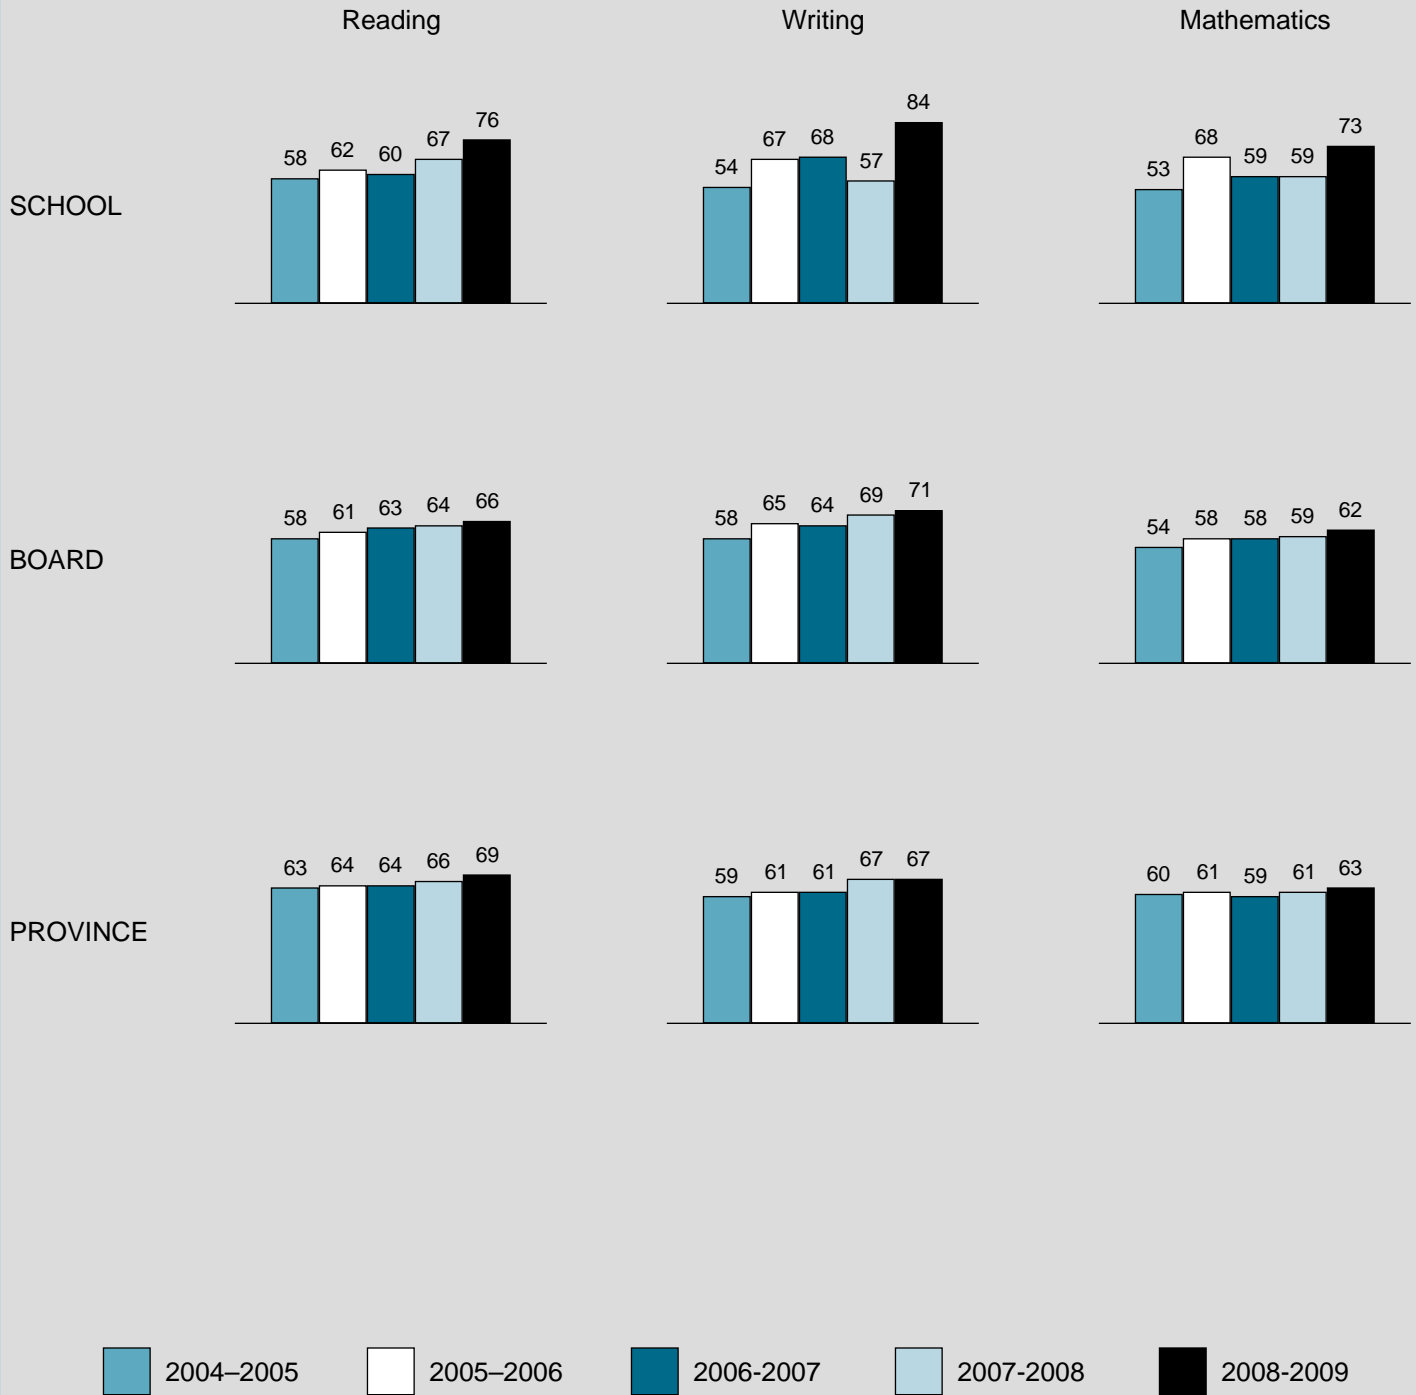 Reading Writing Mathematics
SCHOOL
58 62 60 67 76
54 67 68 57 84
53 68 59 59 73
BOARD
58 61 63 64 66
58 65 64 69 71
54 58 58 59 62
PROVINCE
63 64 64 66 69
59 61 61 67 67
60 61 59 61 63
2004–2005 2005–2006 2006-2007 2007-2008 2008-2009